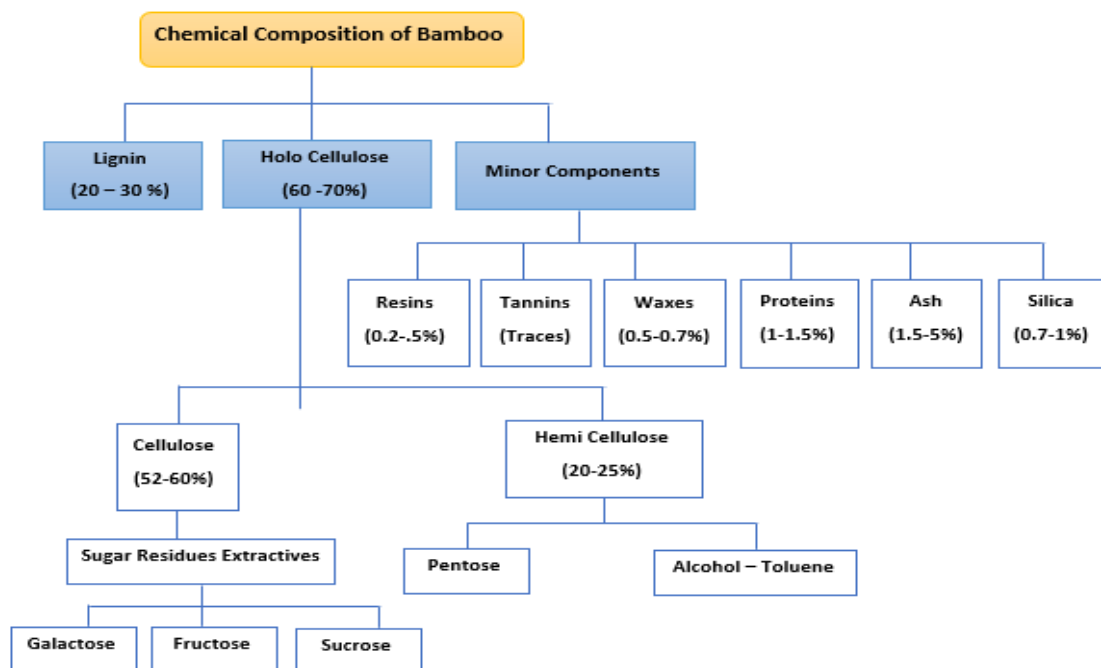 Chemical Composition of Bamboo
Lignin
(20 – 30 %)
Holo Cellulose
(60 -70%)
Minor Components
Resins
(0.2-.5%)
Tannins
(Traces)
Waxes
(0.5-0.7%)
Proteins
(1-1.5%)
Ash
(1.5-5%)
Silica
(0.7-1%)
Cellulose
(52-60%)
Hemi Cellulose
(20-25%)
Sugar Residues Extractives
Pentose
Alcohol – Toluene
Galactose
Fructose
Sucrose